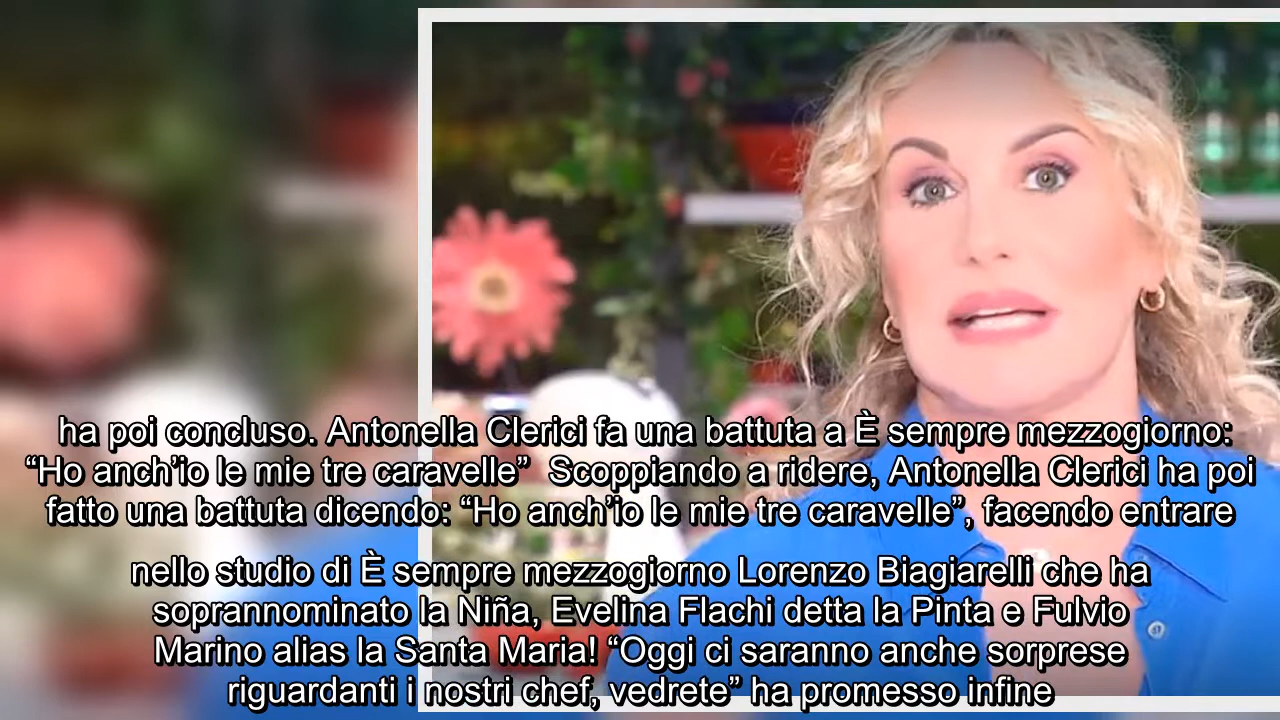 ha poi concluso. Antonella Clerici fa una battuta a È sempre mezzogiorno:
“Ho anch’io le mie tre caravelle”  Scoppiando a ridere, Antonella Clerici ha poi
fatto una battuta dicendo: “Ho anch’io le mie tre caravelle”, facendo entrare
nello studio di È sempre mezzogiorno Lorenzo Biagiarelli che ha
soprannominato la Niña, Evelina Flachi detta la Pinta e Fulvio
Marino alias la Santa Maria! “Oggi ci saranno anche sorprese
riguardanti i nostri chef, vedrete” ha promesso infine